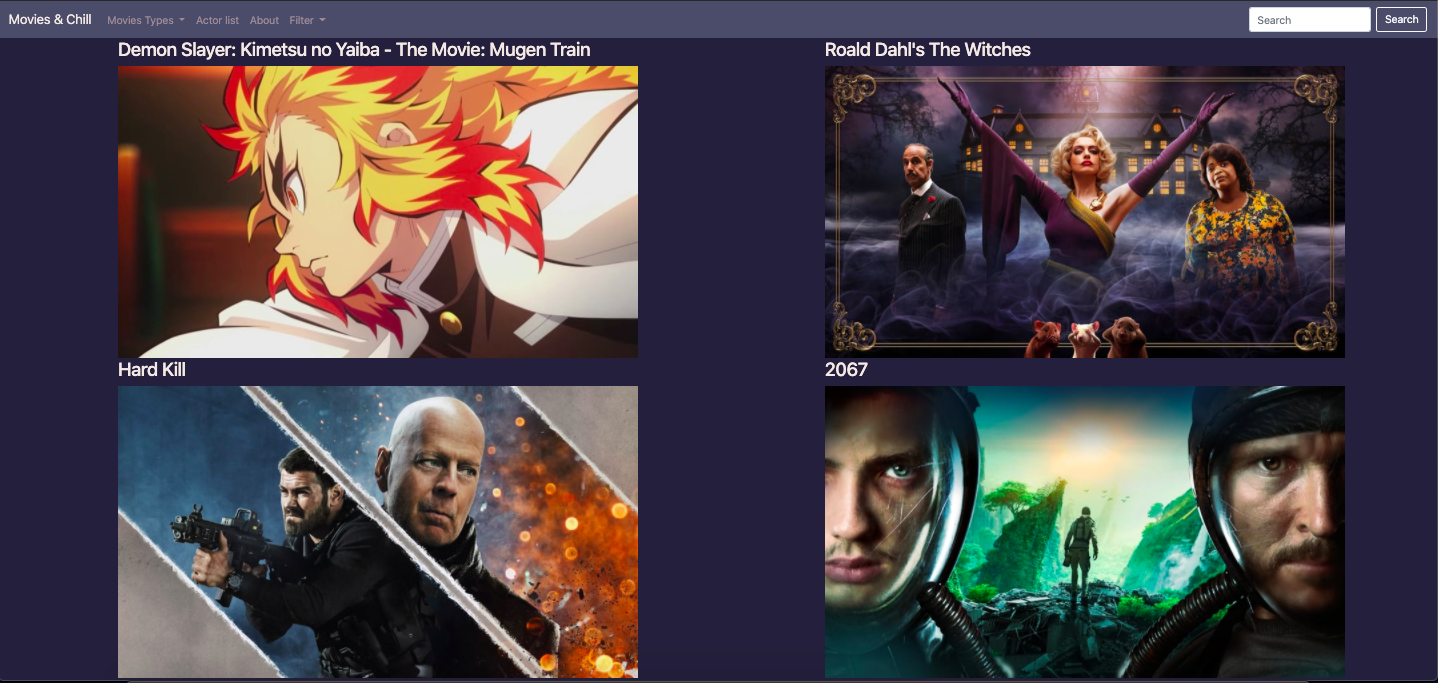 Movies & Chill Movies Types Actor list About Filter Search Search
Demon Slayer: Kimetsu no Yaiba - The Movie: Mugen Train
Roald Dahl's The Witches
Hard Kill
2067